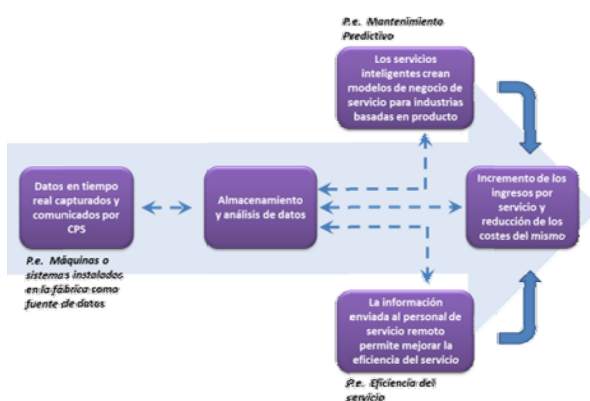 P.e. Mantenimiento
Predictivo
Los servicios
inteligentes crean
modelos de negocio de
servicio para industrias
basadas en producto
Datos en tiempo
real capturados y
comunicados por
CPS
P.e. Máquinas o
sistemas instalados
en la fábrica como
fuente de datos
Almacenamiento
y análisis de datos
Incremento de los
ingresos por
servicio y
reducción de los
costes del mismo
La información
enviada al personal de
servicio remoto
permite mejorar la
eficiencia del servicio
P.e. Eficiencia del
servicio